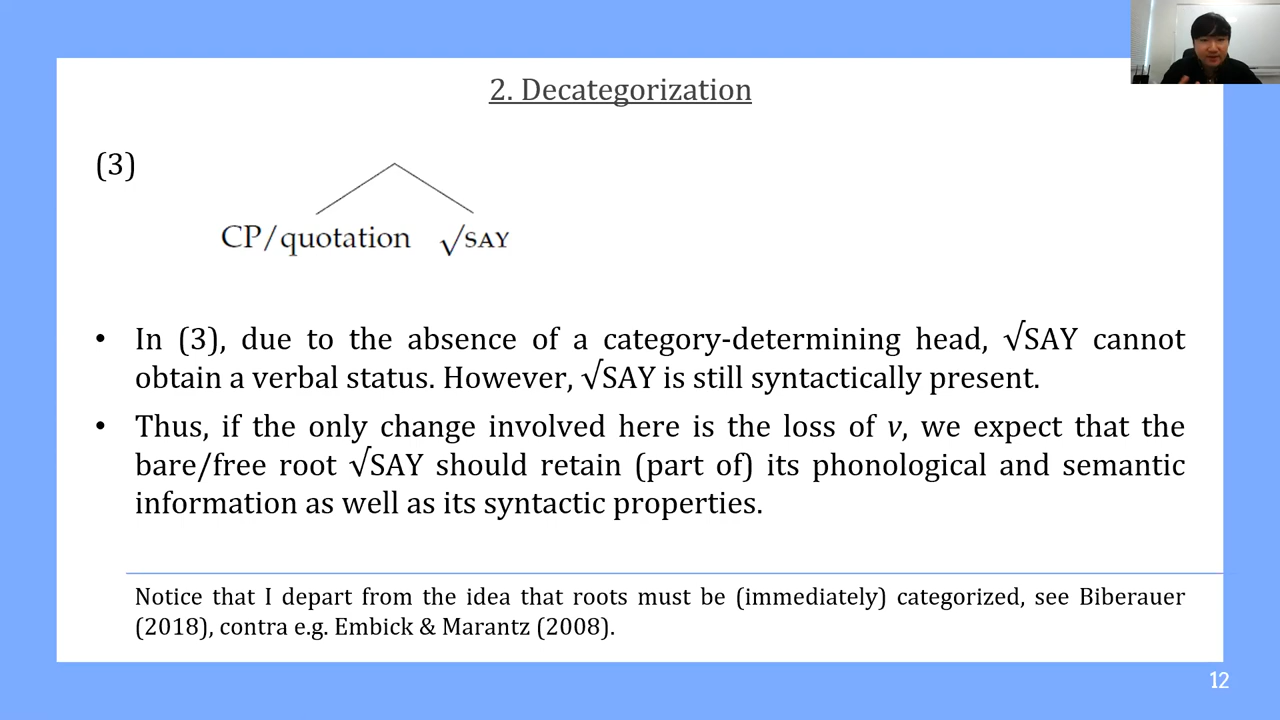 2. Decategorization
(3)
CP/quotation √SAY
• In (3), due to the absence of a category-determining head, √SAY cannot
obtain a verbal status. However, √SAY is still syntactically present.
• Thus, if the only change involved here is the loss of v, we expect that the
bare/free root √SAY should retain (part of) its phonological and semantic
information as well as its syntactic properties.
Notice that I depart from the idea that roots must be (immediately) categorized, see Biberauer
(2018), contra e.g. Embick & Marantz (2008).
12